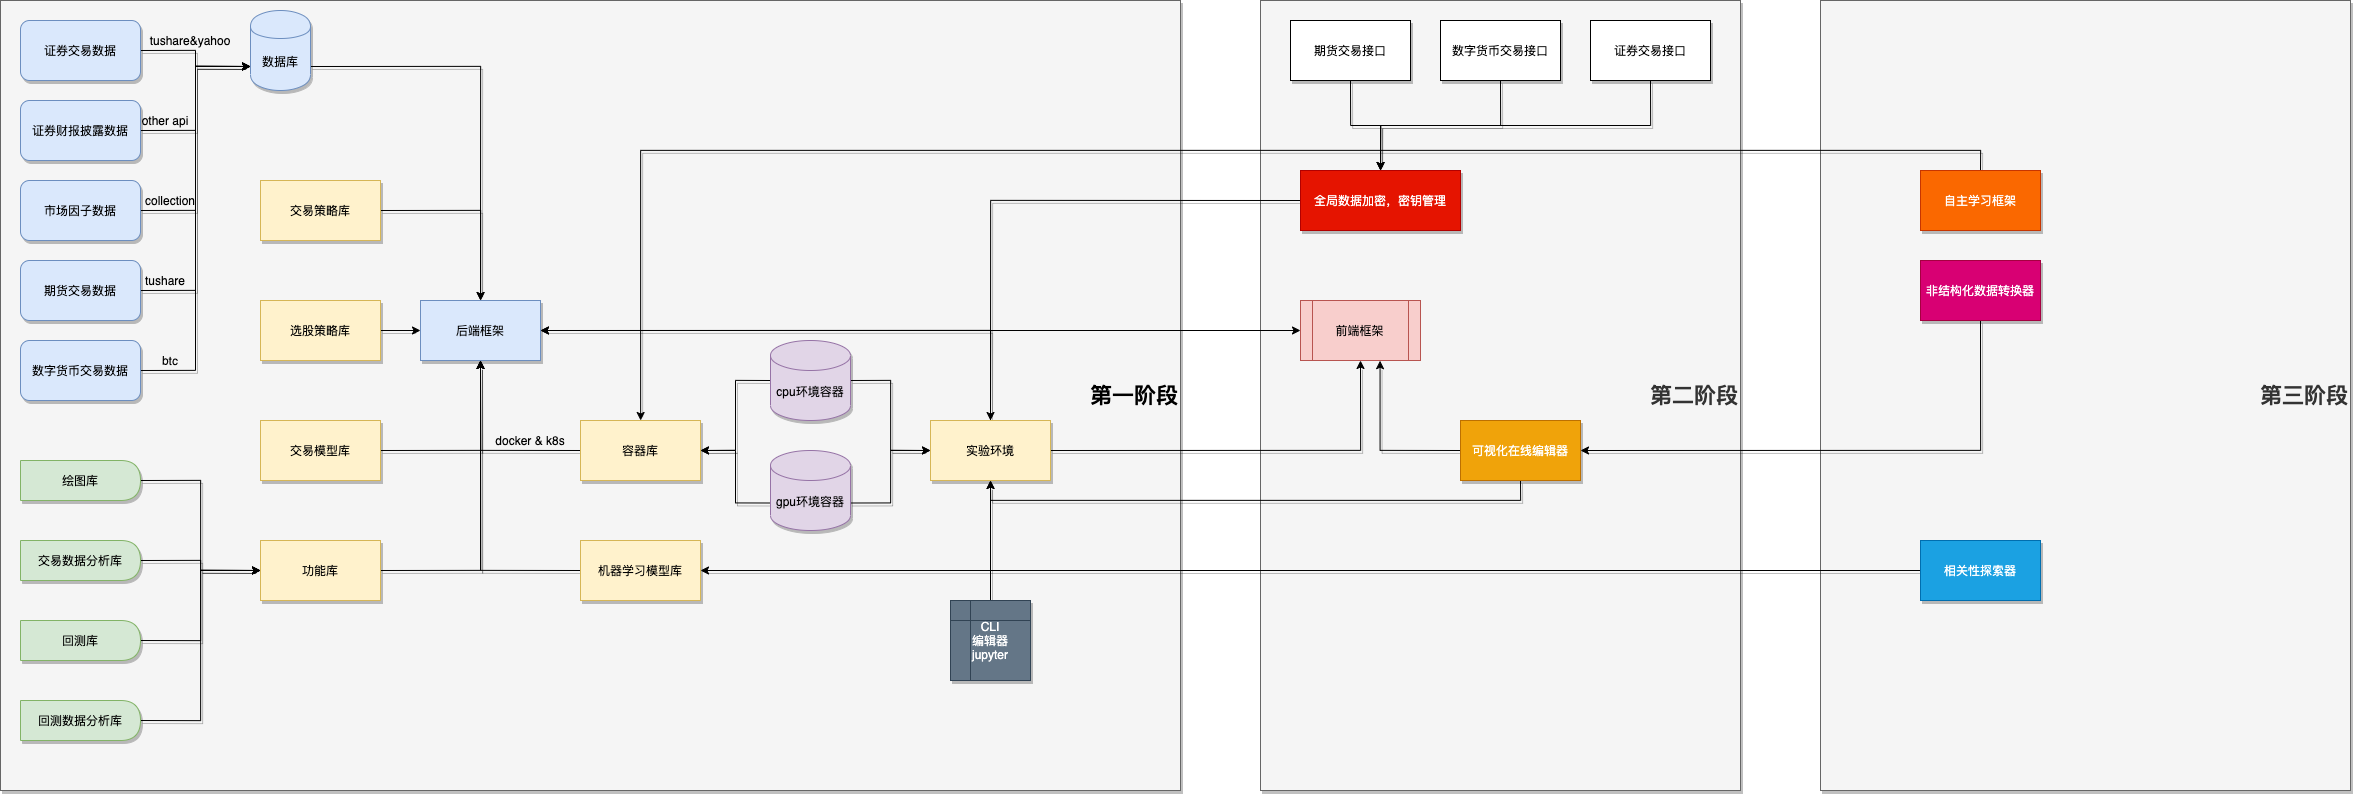 证券交易数据
tushare&yahoo
数据库
证券财报披露数据
other api
市场因子数据
collection
期货交易数据
tushare
数字货币交易数据
btc
交易策略库
选股策略库
后端框架
交易模型库
docker & k8s
容器库
cpu环境容器
gpu环境容器
实验环境
绘图库
交易数据分析库
回测库
回测数据分析库
功能库
机器学习模型库
CLI
编辑器
jupyter
第一阶段
期货交易接口
数字货币交易接口
证券交易接口
全局数据加密，密钥管理
前端框架
可视化在线编辑器
第二阶段
自主学习框架
非结构化数据转换器
相关性探索器
第三阶段